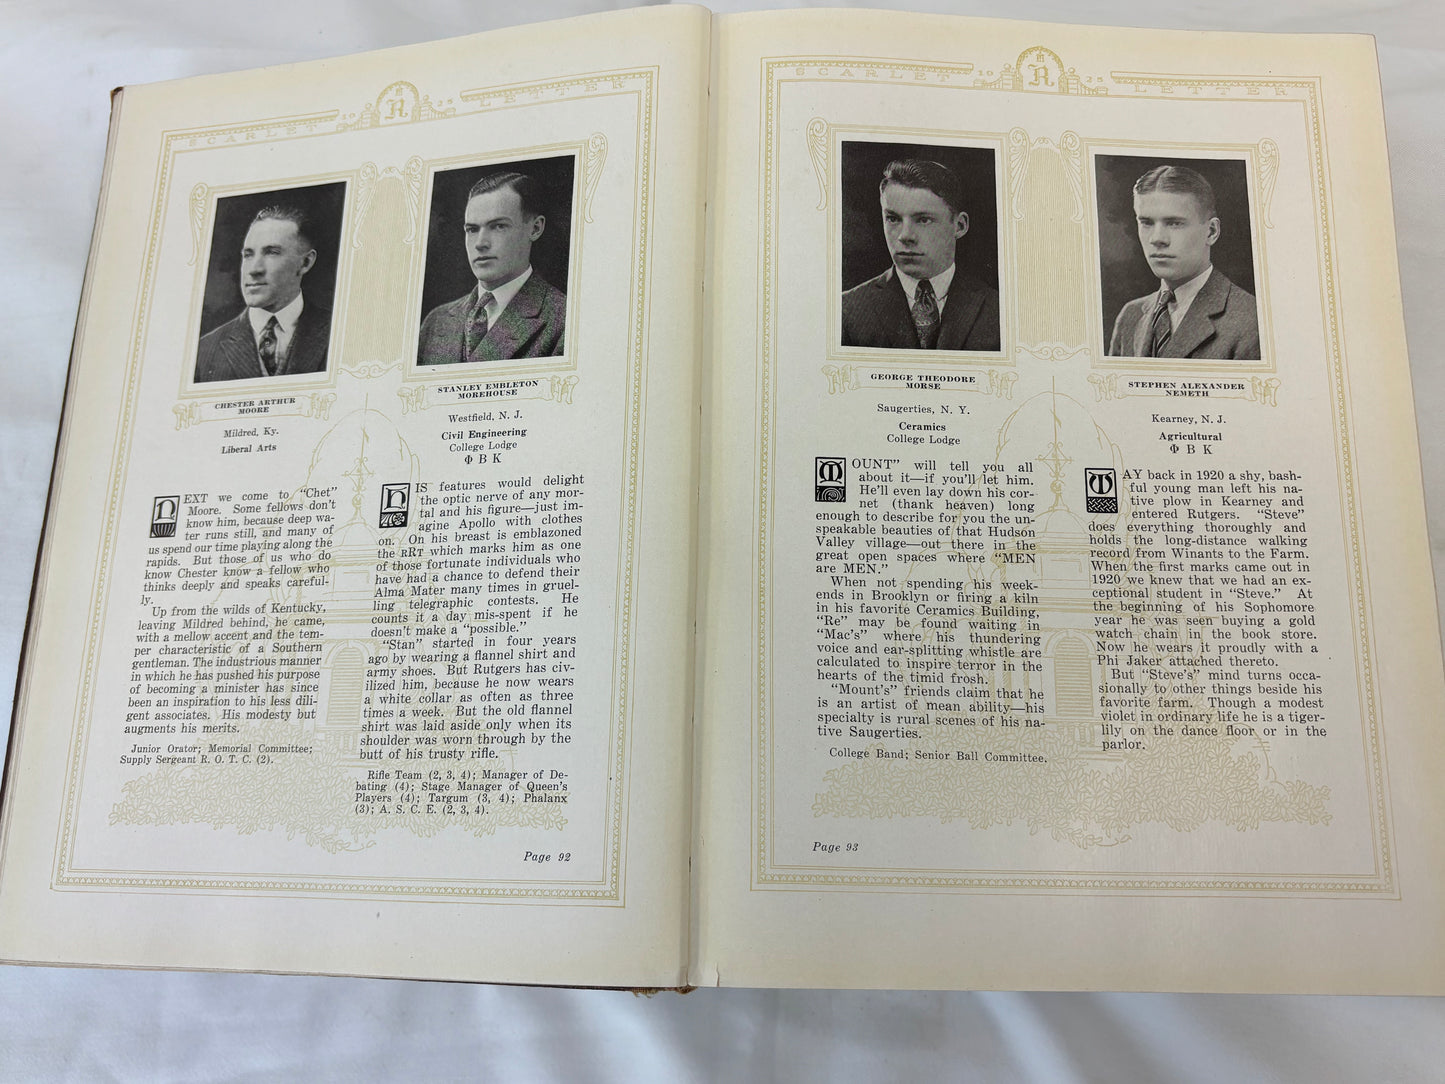 SCARLET 19 R 25 LETTER
CHESTER ARTHUR
MOORE
Mildred, Ky.
Liberal Arts
NEXT we come to "Chet"
Moore. Some fellows don't
know him, because deep wa-
ter runs still, and many of
us spend our time playing along the
rapids. But those of us who do
know Chester know a fellow who
thinks deeply and speaks careful-
ly.
Up from the wilds of Kentucky,
leaving Mildred behind, he came,
with a mellow accent and the tem-
per characteristic of a Southern
gentleman. The industrious manner
in which he has pushed his purpose
of becoming a minister has since
been an inspiration to his less dili-
gent associates. His modesty but
augments his merits.
Junior Orator; Memorial Committee;
Supply Sergeant R. O. T. C. (2).
STANLEY EMBLETON
MOREHOUSE
Westfield, N. J.
Civil Engineering
College Lodge
Φ B K
HIS features would delight
the optic nerve of any mor-
tal and his figure—just im-
agine Apollo with clothes
on. On his breast is emblazoned
the RRT which marks him as one
of those fortunate individuals who
have had a chance to defend their
Alma Mater many times in gruel-
ling telegraphic contests. He
counts it a day mis-spent if he
doesn't make a "possible."
"Stan" started in four years
ago by wearing a flannel shirt and
army shoes. But Rutgers has civ-
ilized him, because he now wears
a white collar as often as three
times a week. But the old flannel
shirt was laid aside only when its
shoulder was worn through by the
butt of his trusty rifle.
Rifle Team (2, 3, 4); Manager of De-
bating (4); Stage Manager of Queen's
Players (4); Targum (3, 4); Phalanx
(3); A. S. C. E. (2, 3, 4).
Page 92
SCARLET 19 R 25 LETTER
GEORGE THEODORE
MORSE
Saugerties, N. Y.
Ceramics
College Lodge
MOUNT" will tell you all
about it—if you'll let him.
He'll even lay down his cor-
net (thank heaven) long
enough to describe for you the un-
speakable beauties of that Hudson
Valley village—out there in the
great open spaces where "MEN
are MEN."
When not spending his week-
ends in Brooklyn or firing a kiln
in his favorite Ceramics Building,
"Re" may be found waiting in
"Mac's" where his thundering
voice and ear-splitting whistle are
calculated to inspire terror in the
hearts of the timid frosh.
"Mount's" friends claim that he
is an artist of mean ability—his
specialty is rural scenes of his na-
tive Saugerties.
College Band; Senior Ball Committee.
STEPHEN ALEXANDER
NEMETH
Kearney, N. J.
Agricultural
Φ B K
WAY back in 1920 a shy, bash-
ful young man left his na-
tive plow in Kearney and
entered Rutgers. "Steve"
does everything thoroughly and
holds the long-distance walking
record from Winants to the Farm.
When the first marks came out in
1920 we knew that we had an ex-
ceptional student in "Steve." At
the beginning of his Sophomore
year he was seen buying a gold
watch chain in the book store.
Now he wears it proudly with a
Phi Jaker attached thereto.
But "Steve's" mind turns occa-
sionally to other things beside his
favorite farm. Though a modest
violet in ordinary life he is a tiger-
lily on the dance floor or in the
parlor.
Page 93